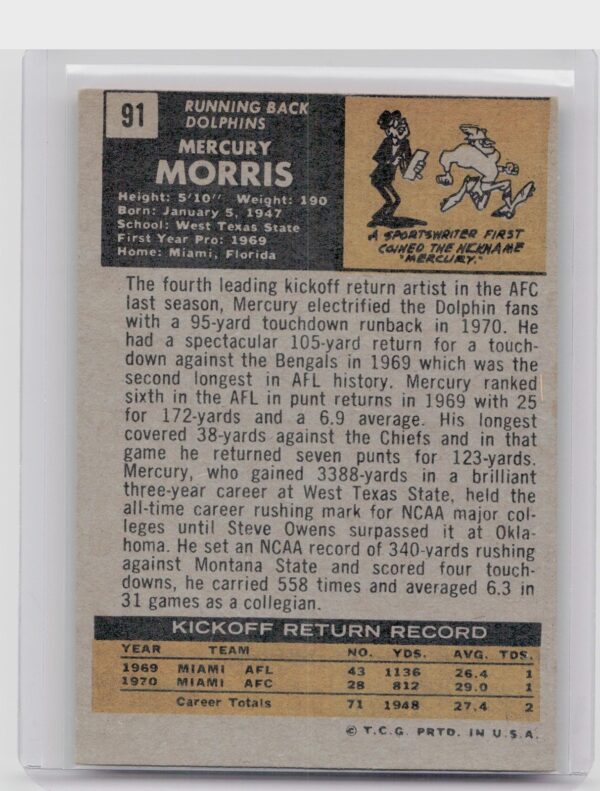 91
RUNNING BACK
DOLPHINS
MERCURY
MORRIS
Height: 5'10" Weight: 190
Born: January 5, 1947
School: West Texas State
First Year Pro: 1969
Home: Miami, Florida
A SPORTSWRITER FIRST
COINED THE NICKNAME
"MERCURY."
The fourth leading kickoff return artist in the AFC
last season, Mercury electrified the Dolphin fans
with a 95-yard touchdown runback in 1970. He
had a spectacular 105-yard return for a touch-
down against the Bengals in 1969 which was the
second longest in AFL history. Mercury ranked
sixth in the AFL in punt returns in 1969 with 25
for 172-yards and a 6.9 average. His longest
covered 38-yards against the Chiefs and in that
game he returned seven punts for 123-yards.
Mercury, who gained 3388-yards in a brilliant
three-year career at West Texas State, held the
all-time career rushing mark for NCAA major col-
leges until Steve Owens surpassed it at Okla-
homa. He set an NCAA record of 340-yards rushing
against Montana State and scored four touch-
downs, he carried 558 times and averaged 6.3 in
31 games as a collegian.
KICKOFF RETURN RECORD
YEAR TEAM NO. YDS. AVG. TDS.
1969 MIAMI AFL 43 1136 26.4 1
1970 MIAMI AFC 28 812 29.0 1
Career Totals 71 1948 27.4 2
© T.C.G. PRTD. IN U.S.A.